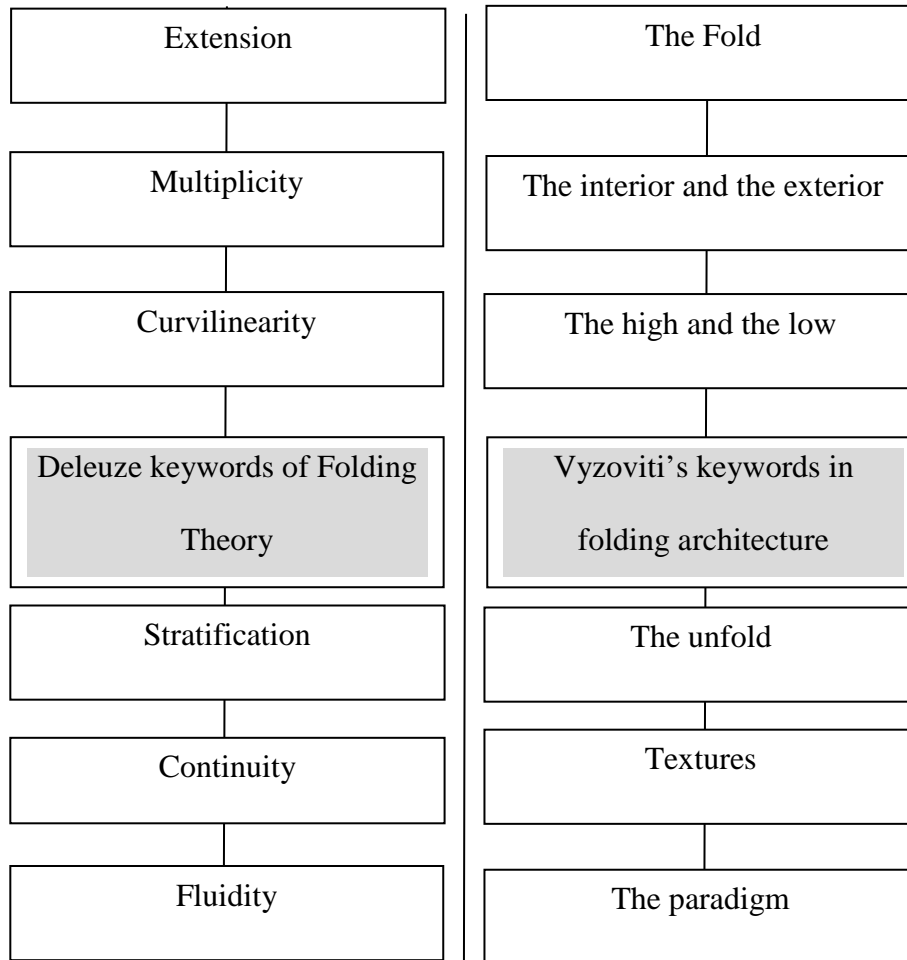 Extension
Multiplicity
Curvilinearity
Deleuze keywords of Folding
Theory
Stratification
Continuity
Fluidity
The Fold
The interior and the exterior
The high and the low
Vyzoviti’s keywords in
folding architecture
The unfold
Textures
The paradigm